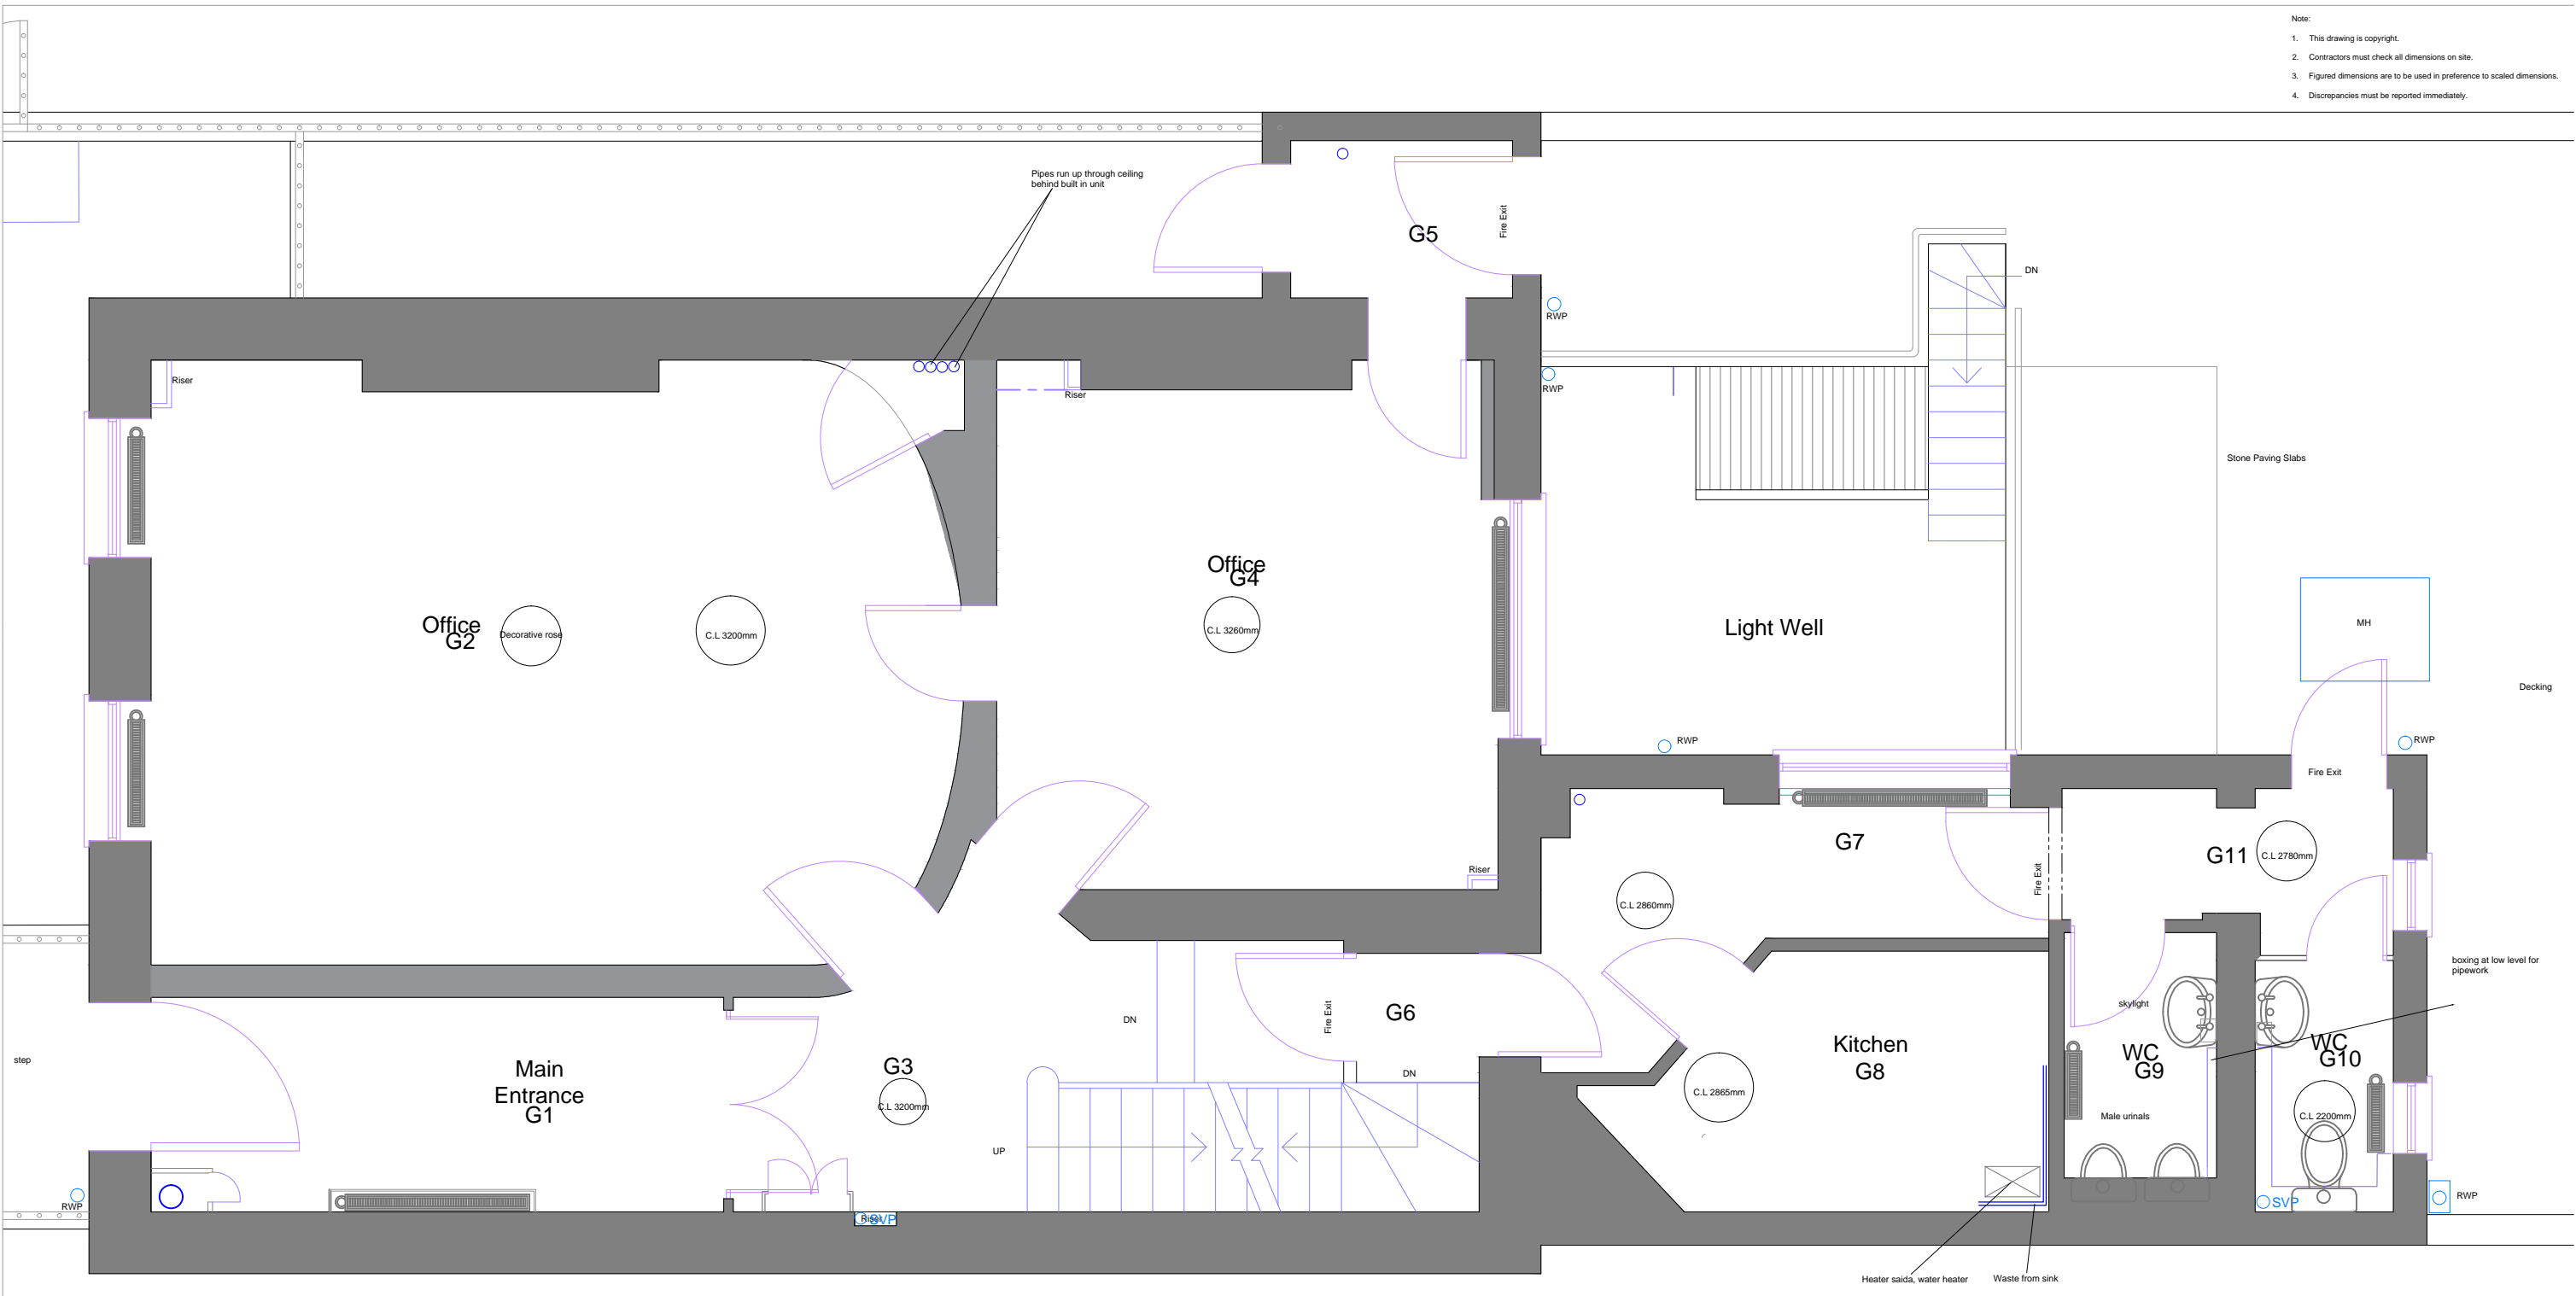 Note:
1. This drawing is copyright.
2. Contractors must check all dimensions on site.
3. Figured dimensions are to be used in preference to scaled dimensions.
4. Discrepancies must be reported immediately.
Pipes run up through ceiling
behind built in unit
G5
Fire Exit
DN
RWP
RWP
Riser
Riser
Stone Paving Slabs
Office
G4
C.L 3260mm
Office
G2
Decorative rose
C.L 3200mm
Light Well
MH
Decking
RWP
RWP
Fire Exit
G7
G11
C.L 2780mm
Riser
Fire Exit
C.L 2860mm
boxing at low level for
pipework
skylight
DN
Fire Exit
G6
step
Main
Entrance
G1
G3
C.L 3200mm
DN
Kitchen
G8
C.L 2865mm
WC
G9
WC
G10
C.L 2200mm
Male urinals
UP
RWP
Riser
SVP
SVP
RWP
Heater saida, water heater
Waste from sink